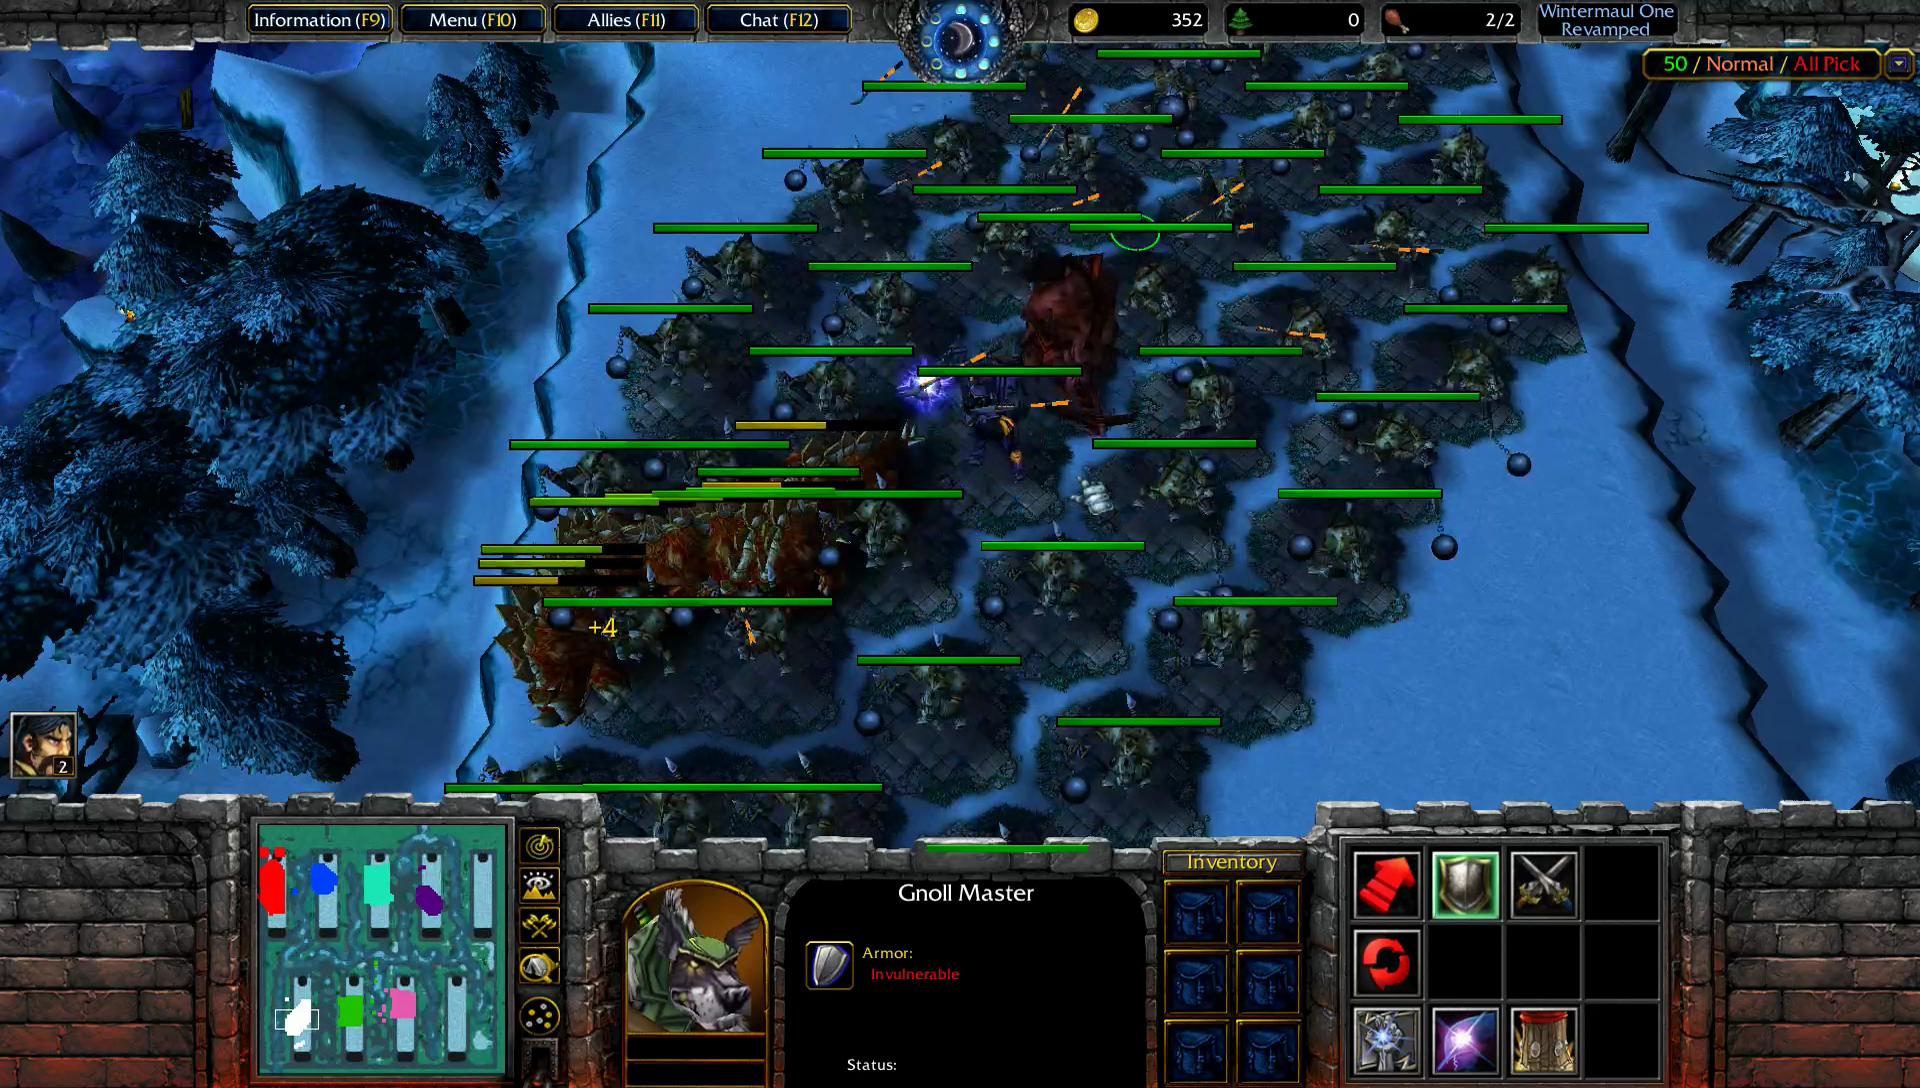 Information (F9)
Menu (F10)
Allies (F11)
Chat (F12)
352
0
2/2
Wintermaul One
Revamped
50 / Normal / All Pick
+4
2
Gnoll Master
Armor:
Invulnerable
Status:
Inventory